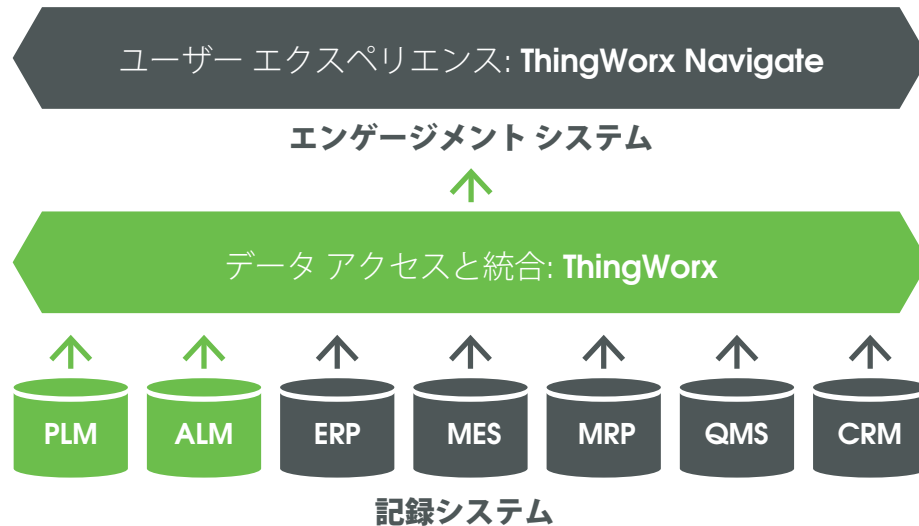 ユーザー エクスペリエンス: ThingWorx Navigate
エンゲージメント システム
データ アクセスと統合: ThingWorx
PLM
ALM
ERP
MES
MRP
QMS
CRM
記録システム